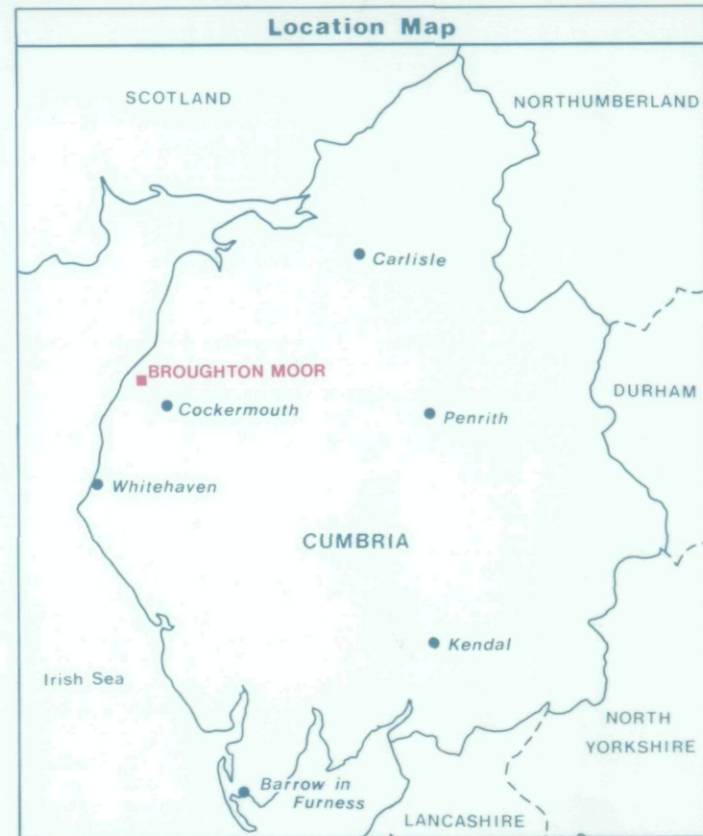 Location Map
SCOTLAND
NORTHUMBERLAND
Carlisle
BROUGHTON MOOR
DURHAM
Cockermouth
Penrith
Whitehaven
CUMBRIA
Kendal
Irish Sea
NORTH
YORKSHIRE
Barrow in
Furness
LANCASHIRE